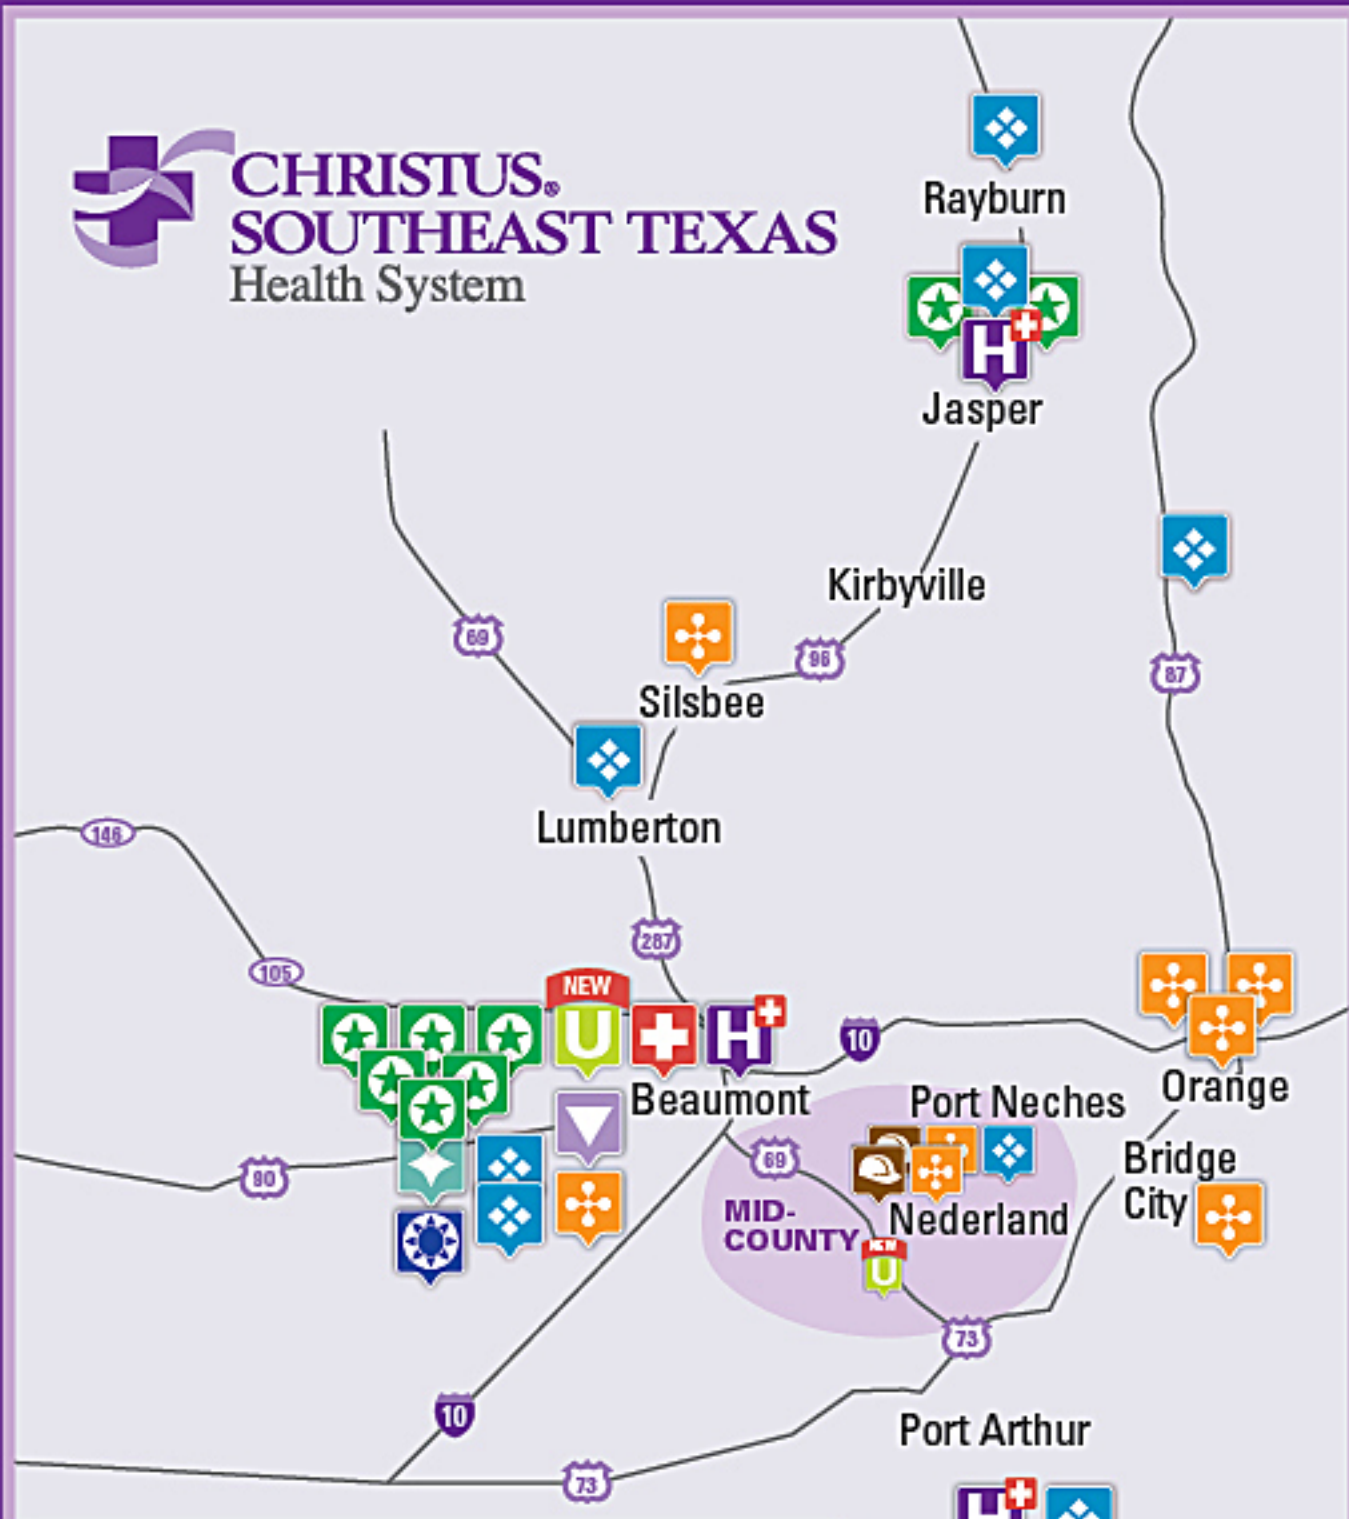 CHRISTUS®
SOUTHEAST TEXAS
Health System
Rayburn
H
Jasper
Kirbyville
69
96
Silsbee
87
Lumberton
146
287
105
NEW
U
H
10
Beaumont
Port Neches
Orange
69
Bridge
City
90
MID-
COUNTY
Nederland
NEW
U
73
10
Port Arthur
73
H